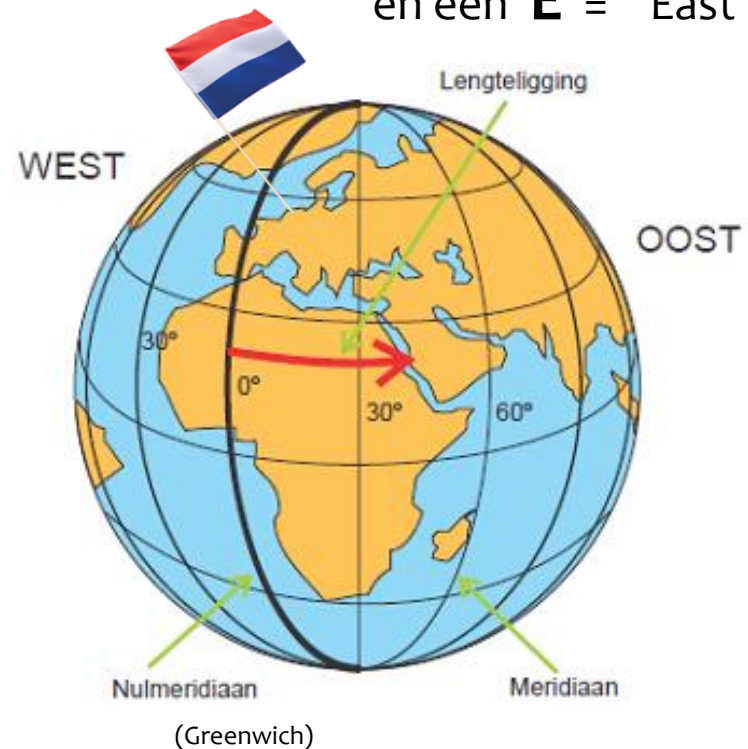 en een E = East
Lengteligging
WEST
OOST
30°
0°
30°
60°
Nulmeridiaan
Meridiaan
(Greenwich)